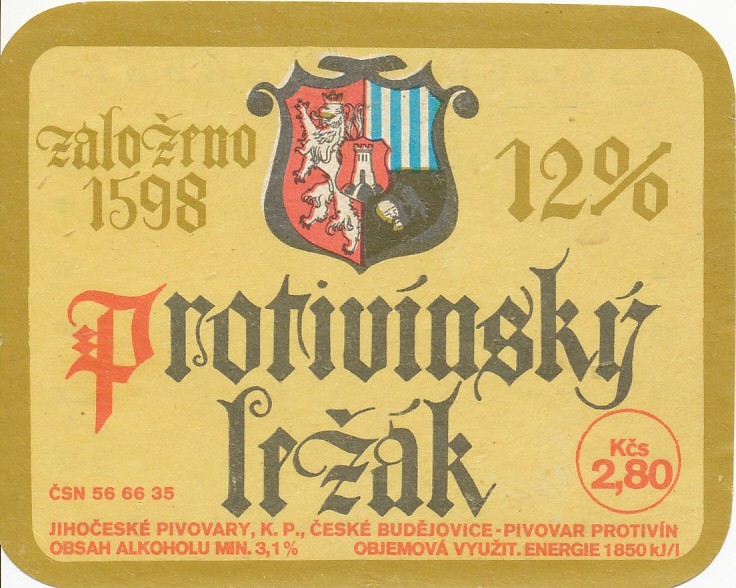 založeno
1598
12%
Protivínský
ležák
Kčs
2,80
ČSN 56 66 35
JIHOČESKÉ PIVOVARY, K. P., ČESKÉ BUDĚJOVICE - PIVOVAR PROTIVÍN
OBSAH ALKOHOLU MIN. 3,1% OBJEMOVÁ VYUŽIT. ENERGIE 1850 kJ/l